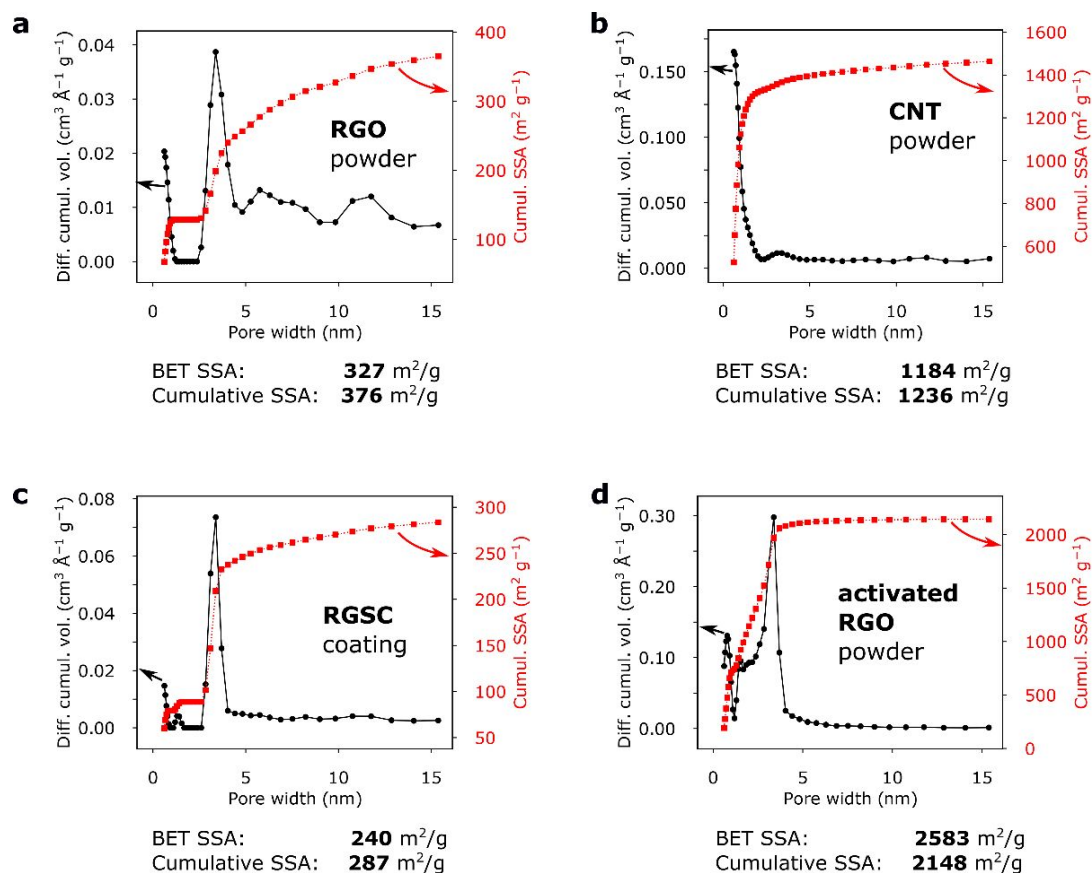 a
Diff. cumul. vol. (cm³ Å⁻¹ g⁻¹)
0.04
0.03
0.02
0.01
0.00
RGO
powder
400
300
200
100
Cumul. SSA (m² g⁻¹)
0 5 10 15
Pore width (nm)
BET SSA: 327 m²/g
Cumulative SSA: 376 m²/g
b
Diff. cumul. vol. (cm³ Å⁻¹ g⁻¹)
0.150
0.100
0.050
0.000
CNT
powder
1600
1400
1200
1000
800
600
Cumul. SSA (m² g⁻¹)
0 5 10 15
Pore width (nm)
BET SSA: 1184 m²/g
Cumulative SSA: 1236 m²/g
c
Diff. cumul. vol. (cm³ Å⁻¹ g⁻¹)
0.08
0.06
0.04
0.02
0.00
RGSC
coating
300
250
200
150
100
50
Cumul. SSA (m² g⁻¹)
0 5 10 15
Pore width (nm)
BET SSA: 240 m²/g
Cumulative SSA: 287 m²/g
d
Diff. cumul. vol. (cm³ Å⁻¹ g⁻¹)
0.30
0.20
0.10
0.00
activated
RGO
powder
2000
1500
1000
500
0
Cumul. SSA (m² g⁻¹)
0 5 10 15
Pore width (nm)
BET SSA: 2583 m²/g
Cumulative SSA: 2148 m²/g